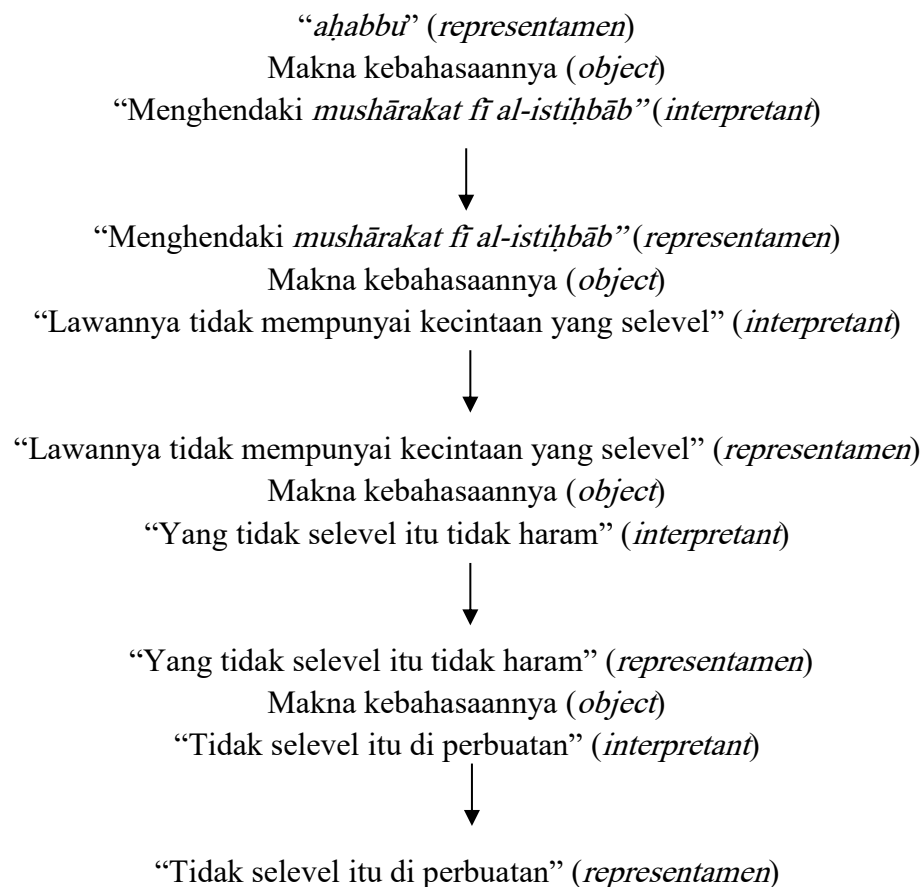 “aḥabbu” (representamen)
Makna kebahasaannya (object)
“Menghendaki mushārakat fī al-istiḥbāb” (interpretant)
“Menghendaki mushārakat fī al-istiḥbāb” (representamen)
Makna kebahasaannya (object)
“Lawannya tidak mempunyai kecintaan yang selevel” (interpretant)
“Lawannya tidak mempunyai kecintaan yang selevel” (representamen)
Makna kebahasaannya (object)
“Yang tidak selevel itu tidak haram” (interpretant)
“Yang tidak selevel itu tidak haram” (representamen)
Makna kebahasaannya (object)
“Tidak selevel itu di perbuatan” (interpretant)
“Tidak selevel itu di perbuatan” (representamen)